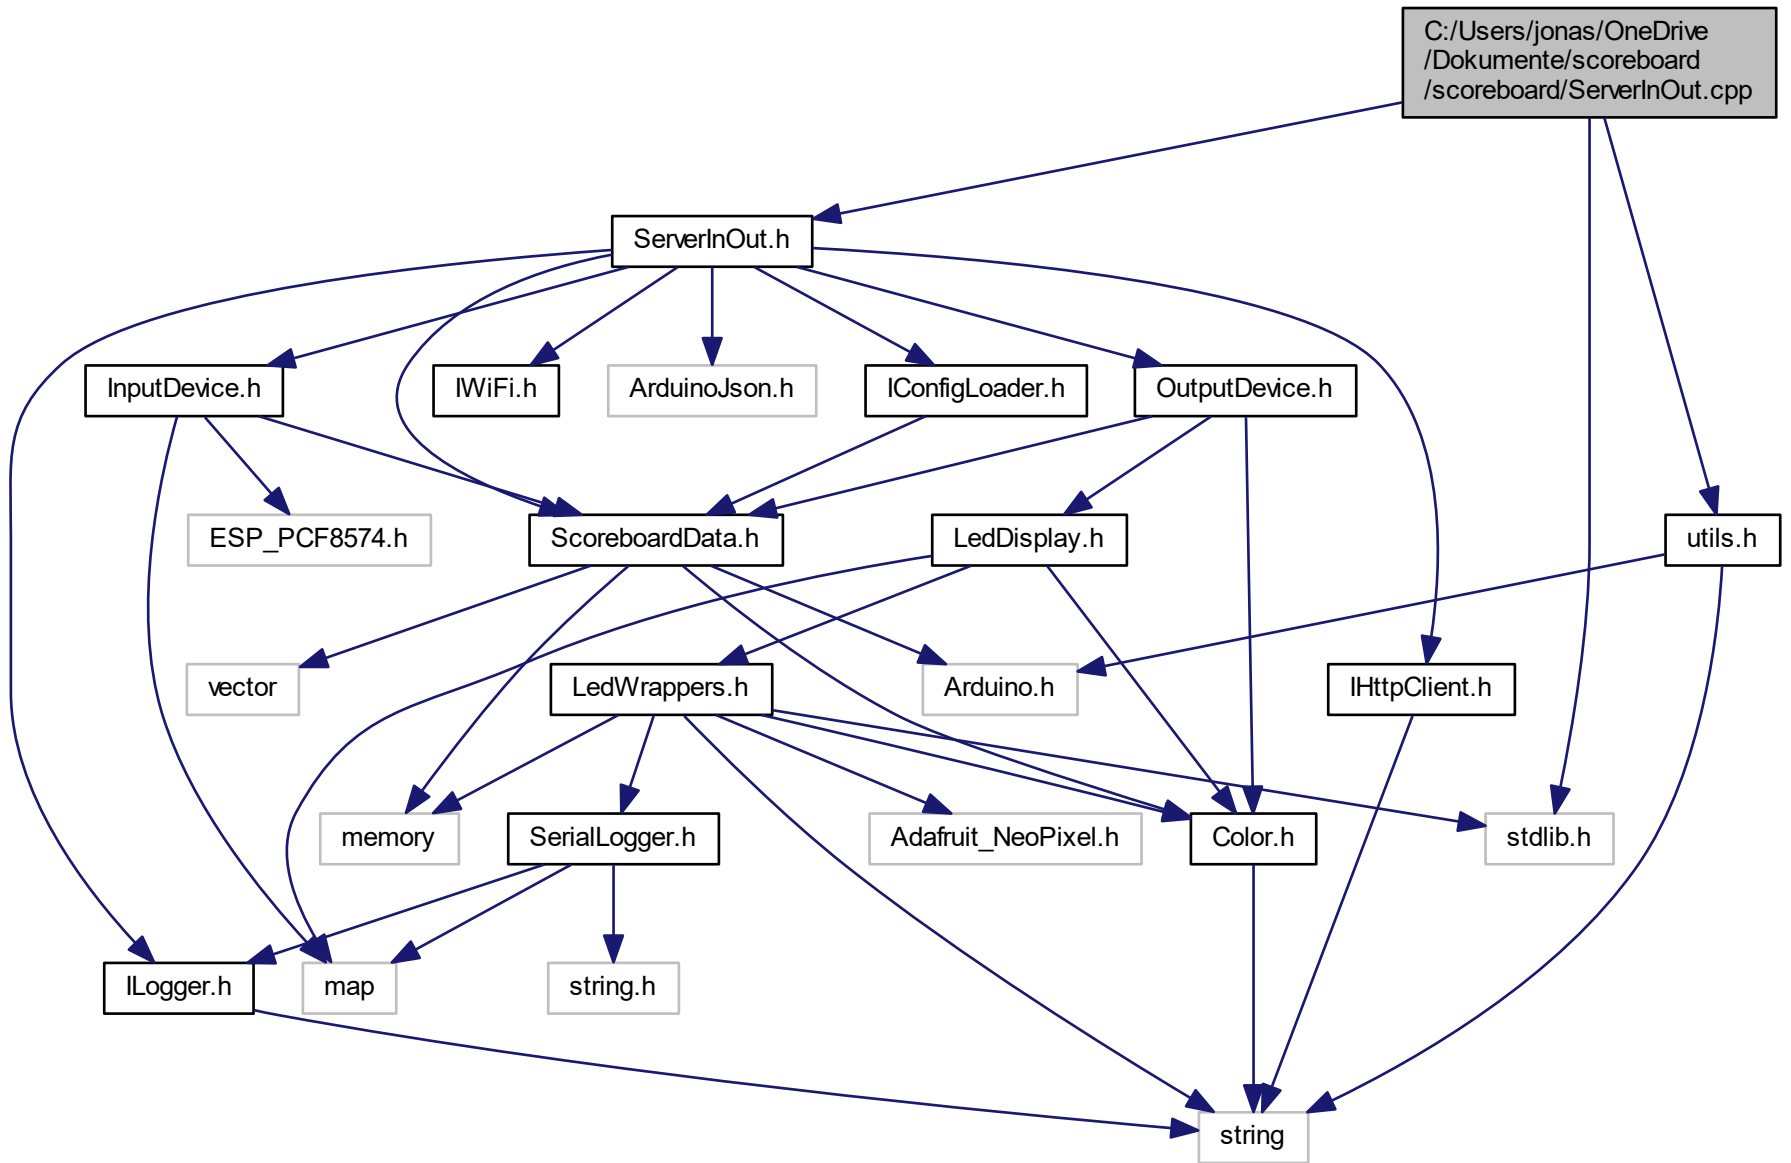 C:/Users/jonas/OneDrive
/Dokumente/scoreboard
/scoreboard/ServerInOut.cpp
ServerInOut.h
InputDevice.h
IWiFi.h
ArduinoJson.h
IConfigLoader.h
OutputDevice.h
ESP_PCF8574.h
ScoreboardData.h
LedDisplay.h
utils.h
vector
LedWrappers.h
Arduino.h
IHttpClient.h
memory
SerialLogger.h
Adafruit_NeoPixel.h
Color.h
stdlib.h
ILogger.h
map
string.h
string